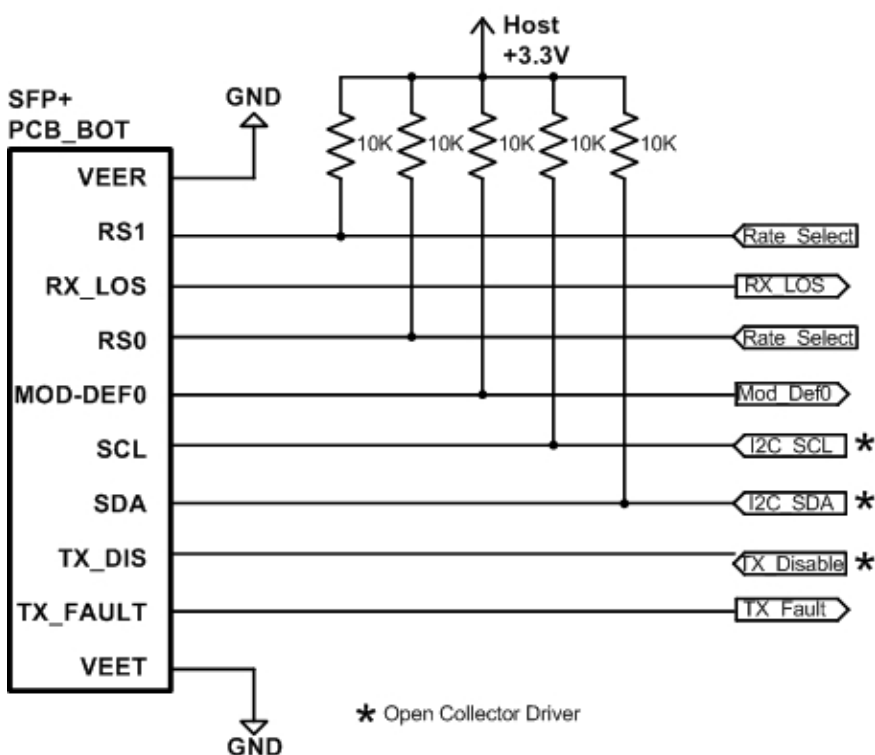 Host
+3.3V
SFP+
PCB_BOT
GND
10K 10K 10K 10K 10K
VEER
RS1 Rate_Select
RX_LOS RX_LOS
RS0 Rate_Select
MOD-DEF0 Mod_Def0
SCL I2C_SCL *
SDA I2C_SDA *
TX_DIS TX_Disable *
TX_FAULT TX_Fault
VEET
* Open Collector Driver
GND